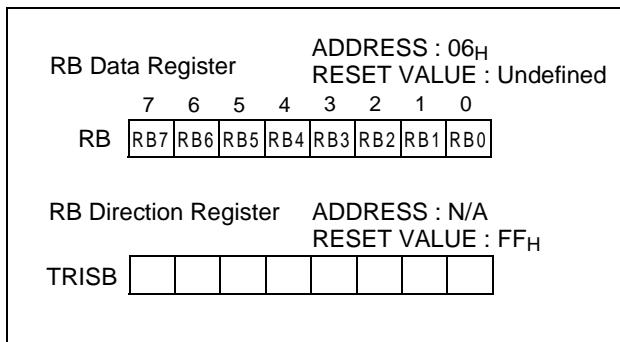 RB Data Register
ADDRESS : 06H
RESET VALUE : Undefined
7 6 5 4 3 2 1 0
RB RB7 RB6 RB5 RB4 RB3 RB2 RB1 RB0
RB Direction Register
ADDRESS : N/A
RESET VALUE : FFH
TRISB